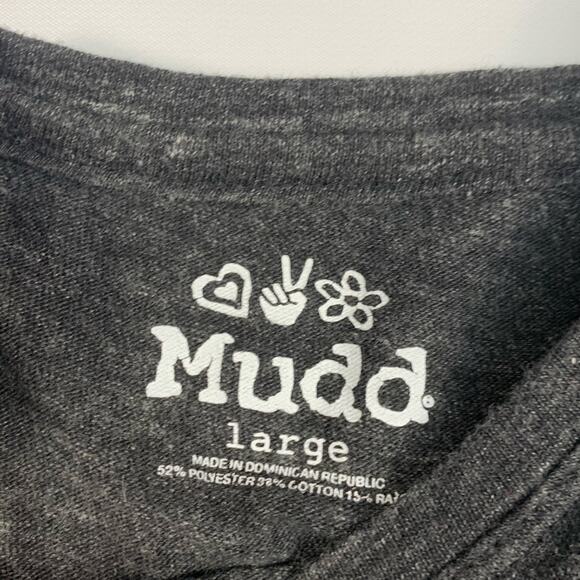 Mudd®
large
MADE IN DOMINICAN REPUBLIC
52% POLYESTER 38% COTTON